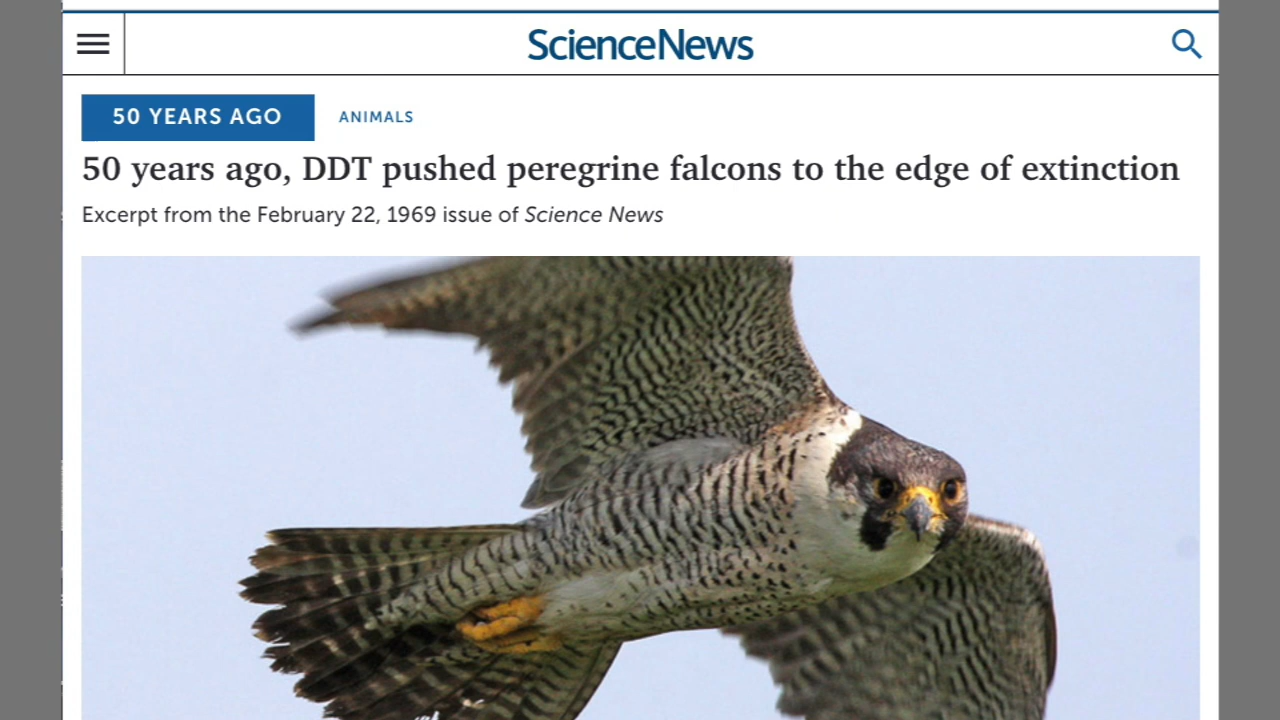 ScienceNews
50 YEARS AGO
ANIMALS
50 years ago, DDT pushed peregrine falcons to the edge of extinction
Excerpt from the February 22, 1969 issue of Science News